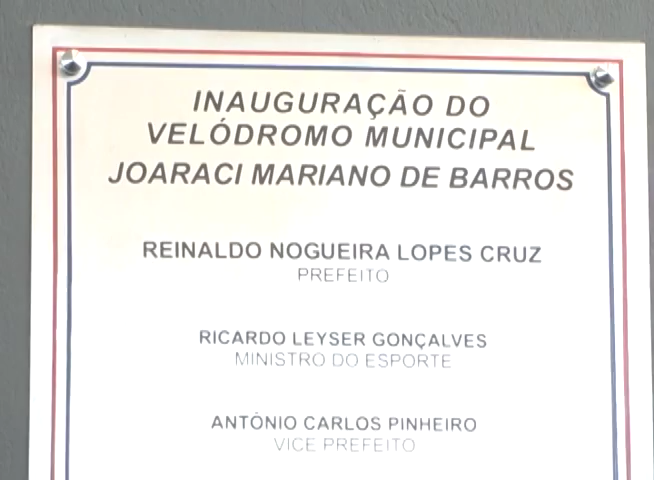 INAUGURAÇÃO DO
VELÓDROMO MUNICIPAL
JOARACI MARIANO DE BARROS
REINALDO NOGUEIRA LOPES CRUZ
PREFEITO
RICARDO LEYSER GONÇALVES
MINISTRO DO ESPORTE
ANTÔNIO CARLOS PINHEIRO
VICE PREFEITO